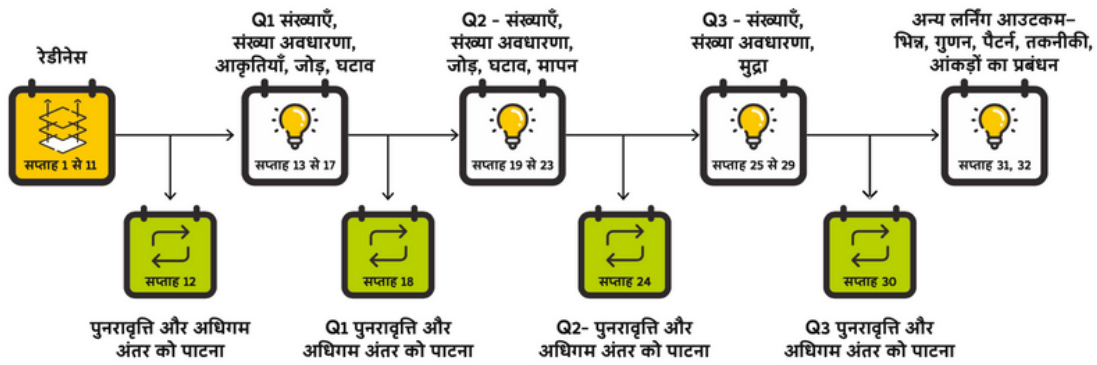 रेडीनेस
सप्ताह 1 से 11
Q1 संख्याएँ,
संख्या अवधारणा,
आकृतियाँ, जोड़, घटाव
सप्ताह 13 से 17
Q2 - संख्याएँ,
संख्या अवधारणा,
जोड़, घटाव, मापन
सप्ताह 19 से 23
Q3 - संख्याएँ,
संख्या अवधारणा,
मुद्रा
सप्ताह 25 से 29
अन्य लर्निंग आउटकम–
भिन्न, गुणन, पैटर्न, तकनीकी,
आंकड़ों का प्रबंधन
सप्ताह 31, 32
सप्ताह 12
पुनरावृत्ति और अधिगम
अंतर को पाटना
सप्ताह 18
Q1 पुनरावृत्ति और
अधिगम अंतर को पाटना
सप्ताह 24
Q2- पुनरावृत्ति और
अधिगम अंतर को पाटना
सप्ताह 30
Q3 पुनरावृत्ति और
अधिगम अंतर को पाटना